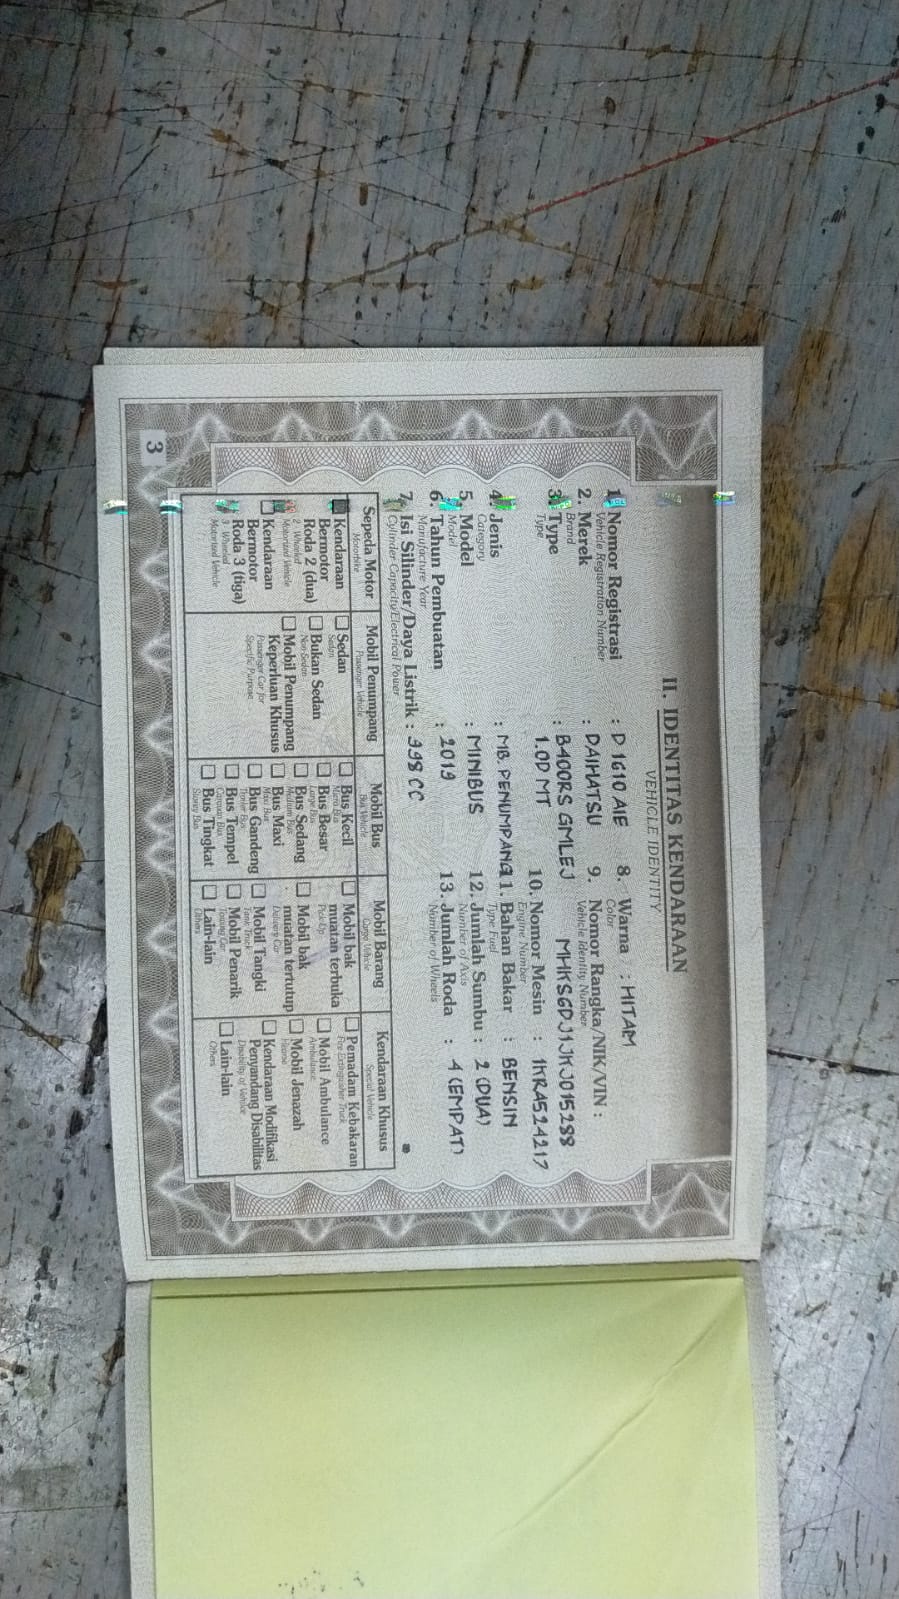 II. IDENTITAS KENDARAAN
VEHICLE IDENTITY
1. Nomor Registrasi : D 1610 AIE
Vehicle Registration Number
2. Merek : DAIHATSU
Brand
3. Type : B400RS GMLEJ
Type
1.0D MT
4. Jenis : MB. PENUMPANG
Category
5. Model : MINIBUS
Model
6. Tahun Pembuatan : 2019
Manufacture Year
7. Isi Silinder/Daya Listrik : 998 CC
Cylinder Capacity/Electrical Power
8. Warna : HITAM
Color
9. Nomor Rangka/NIK/VIN :
Vehicle Identity Number
MHKS6DJ1JKJ015288
10. Nomor Mesin : 1KRA524217
Engine Number
11. Bahan Bakar : BENSIN
Type Fuel
12. Jumlah Sumbu : 2 (DUA)
Number of Axis
13. Jumlah Roda : 4 (EMPAT)
Number of Wheels
Sepeda Motor
Motorbike
Kendaraan
Bermotor
Roda 2 (dua)
2 - Wheeled
Motorized Vehicle
Kendaraan
Bermotor
Roda 3 (tiga)
3 - Wheeled
Motorized Vehicle
Mobil Penumpang
Passenger Vehicle
Sedan
Sedan
Bukan Sedan
Non-Sedan
Mobil Penumpang
Keperluan Khusus
Passenger Car for
Specific Purpose
Mobil Bus
Bus Vehicle
Bus Kecil
Bus Besar
Large Bus
Bus Sedang
Medium Bus
Bus Maxi
Maxi Bus
Bus Gandeng
Bus Tempel
Bus Tingkat
Mobil Barang
Cargo Vehicle
Mobil bak
muatan terbuka
Pick-Up
Mobil bak
muatan terutup
Delivery Car
Mobil Tangki
Tank Truck
Mobil Penarik
Towing Car
Lain-lain
Others
Kendaraan Khusus
Special Vehicle
Pemadam Kebakaran
Fire Extinguisher Truck
Mobil Ambulance
Ambulance
Mobil Jenazah
Hearse
Kendaraan Modifikasi
Penyandang Disabilitas
Disability of Vehicle
Lain-lain
Others
3